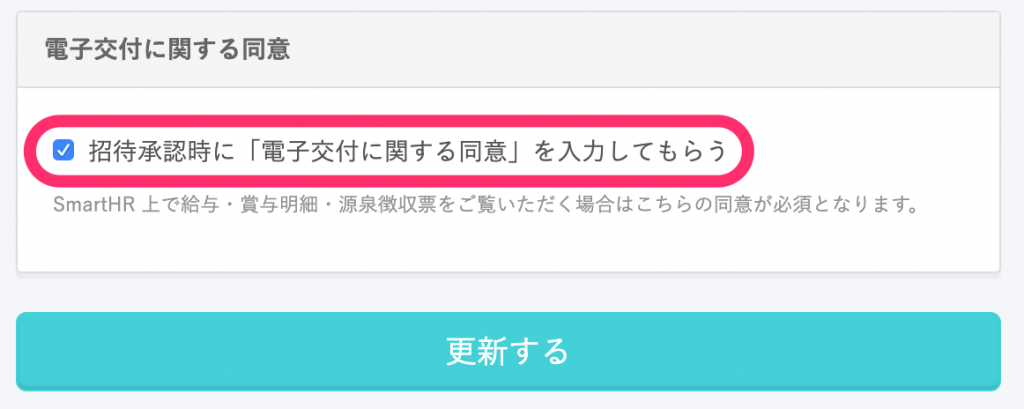 電子交付に関する同意
招待承認時に「電子交付に関する同意」を入力してもらう
SmartHR 上で給与・賞与明細・源泉徴収票をご覧いただく場合はこちらの同意が必須となります。
更新する